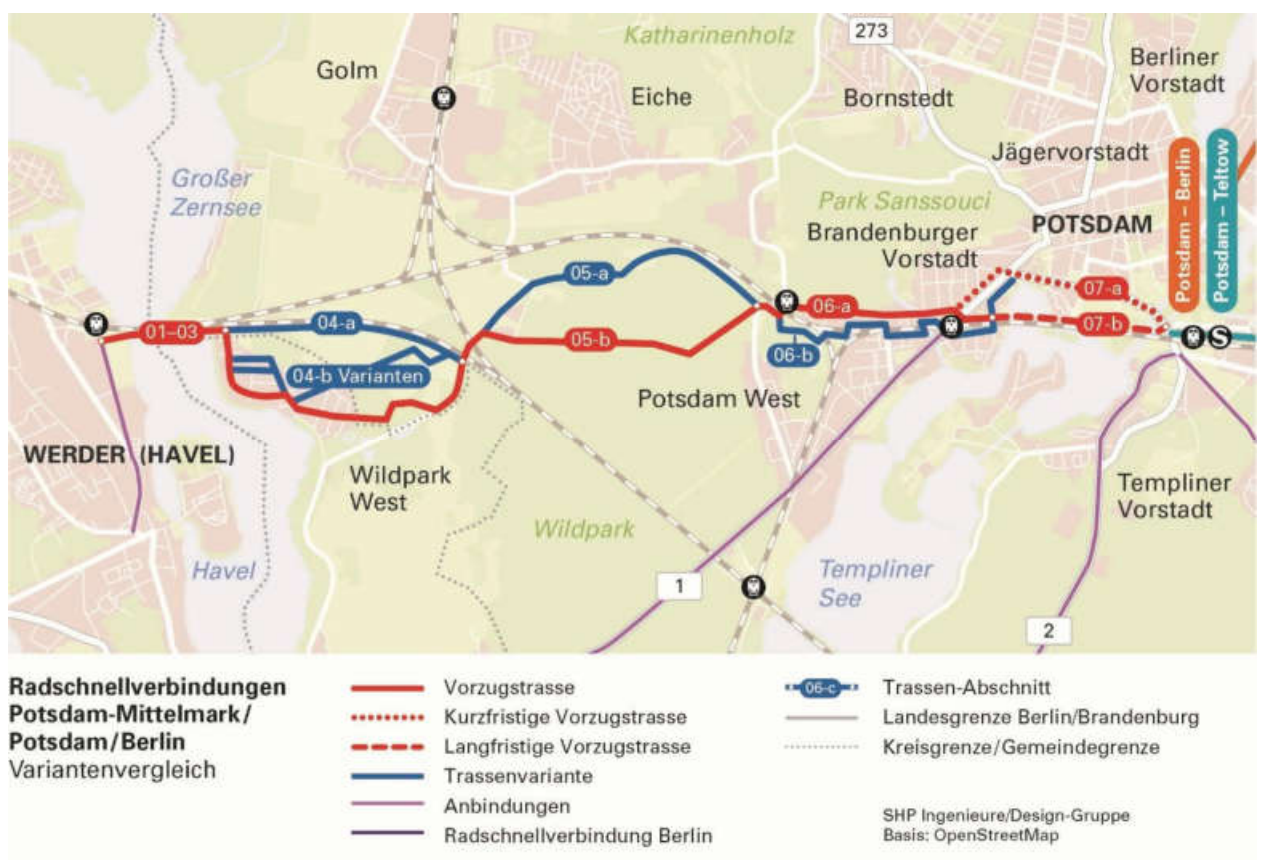 273
Katharinenholz
Berliner
Vorstadt
Golm
Eiche
Bornstedt
Jägervorstadt
Großer
Zernsee
Park Sanssouci
Brandenburger
Vorstadt
POTSDAM
Potsdam – Berlin
Potsdam – Teltow
05-a
07-a
06-a
01–03
04-a
05-b
07-b
06-b
04-b Varianten
S
Potsdam West
WERDER (HAVEL)
Wildpark
West
Templiner
Vorstadt
Wildpark
Havel
Templiner
See
1
2
Radschnellverbindungen
Potsdam-Mittelmark/
Potsdam/Berlin
Variantenvergleich
Vorzugstrasse
Kurzfristige Vorzugstrasse
Langfristige Vorzugstrasse
Trassenvariante
Anbindungen
Radschnellverbindung Berlin
06-c
Trassen-Abschnitt
Landesgrenze Berlin/Brandenburg
Kreisgrenze/Gemeindegrenze
SHP Ingenieure/Design-Gruppe
Basis: OpenStreetMap